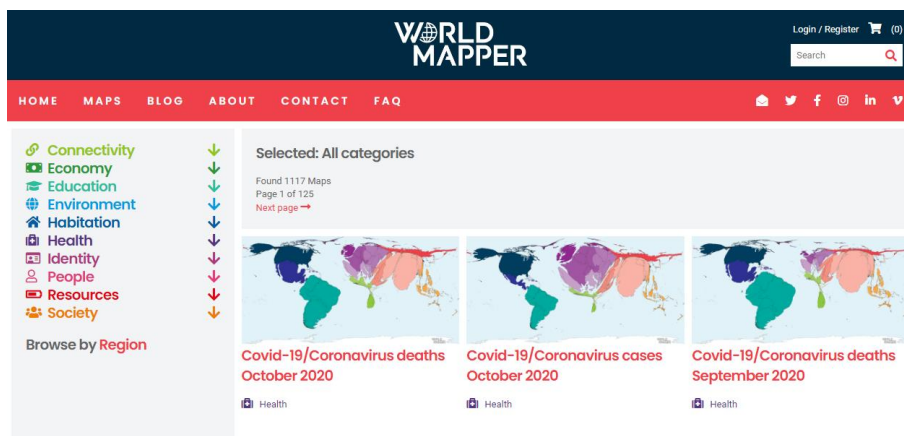 WORLD
MAPPER
Login / Register (0)
Search
HOME MAPS BLOG ABOUT CONTACT FAQ
Connectivity
Economy
Education
Environment
Habitation
Health
Identity
People
Resources
Society
Browse by Region
Selected: All categories
Found 1117 Maps
Page 1 of 125
Next page →
Covid-19/Coronavirus deaths
October 2020
Health
Covid-19/Coronavirus cases
October 2020
Health
Covid-19/Coronavirus deaths
September 2020
Health